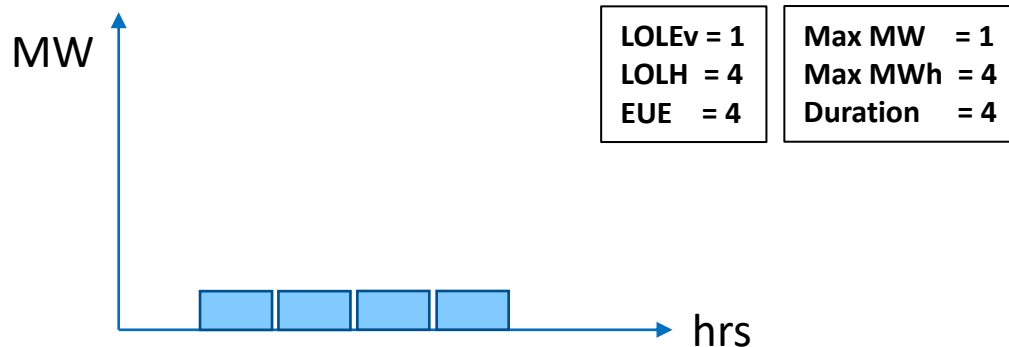 MW
LOLEv = 1
LOLH = 4
EUE = 4
Max MW = 1
Max MWh = 4
Duration = 4
hrs